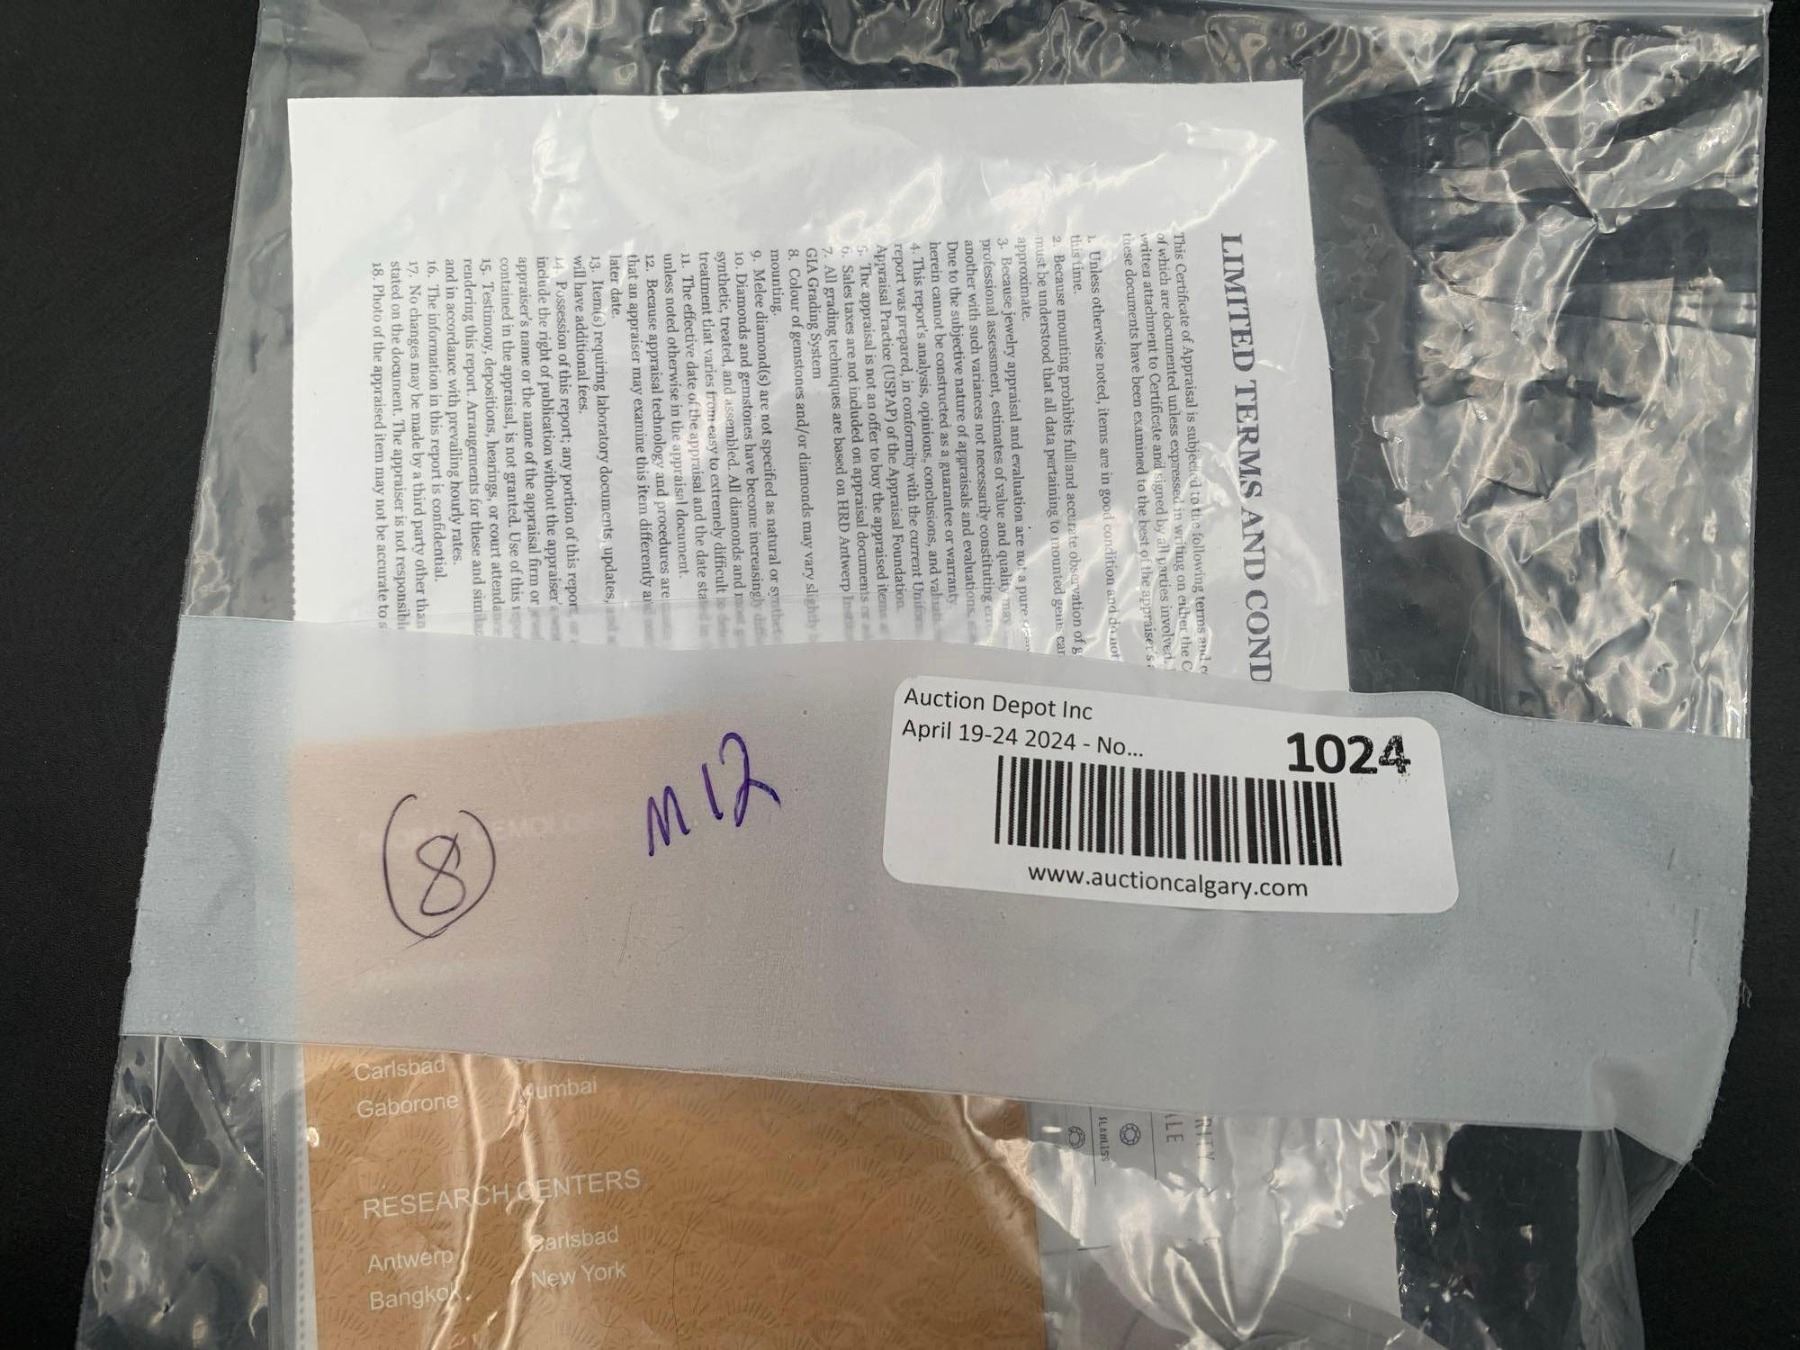 LIMITED TERMS AND COND
This Certificate of Appraisal is subjected to the following terms and
of which are documented unless expressed in writing on either the C
written attachment to Certificate and signed by all parties involved.
these documents have been examined to the best of the appraiser's
1. Unless otherwise noted, items are in good condition and do not
this time.
2. Because mounting prohibits full and accurate observation of g
must be understood that all data pertaining to mounted gems can
approximate.
3. Because jewelry appraisal and evaluation are not a pure
professional assessment, estimates of value and quality may
another with such variances not necessarily constituting
Due to the subjective nature of appraisals and evaluations,
herein cannot be constructed as a guarantee or warranty
4. This report's analysis, opinions, conclusions, and
report was prepared, in conformity with the current Uniform
Appraisal Practice (USPAP) of the Appraisal Foundation.
5. The appraisal is not an offer to buy the appraised items
6. Sales taxes are not included on appraisal documents
7. All grading techniques are based on HRD Antwerp
GIA Grading System
8. Colour of gemstones and/or diamonds may vary slightly
mounting.
9. Melee diamond(s) are not specified as natural or
10. Diamonds and gemstones have become increasingly
synthetic, treated, and assembled. All diamonds and
treatment that varies from easy to extremely difficult
11. The effective date of the appraisal and the date
unless noted otherwise in the appraisal document.
12. Because appraisal technology and procedures are
that an appraiser may examine this item differently
later date.
13. Item(s) requiring laboratory documents, updates,
will have additional fees.
14. Possession of this report; any portion of this report
include the right of publication without the appraiser
appraiser's name or the name of the appraisal firm or
contained in the appraisal, is not granted. Use of this
15. Testimony, depositions, hearings, or court attenda
rendering this report. Arrangements for these and
and in accordance with prevailing hourly rates.
16. The information in this report is confidential.
17. No changes may be made by a third party other than
stated on the document. The appraiser is not responsibl
18. Photo of the appraised item may not be accurate to s
Auction Depot Inc
April 19-24 2024 - No...
1024
www.auctioncalgary.com
8
M12
Carlsbad
Gaborone
Mumbai
RESEARCH CENTERS
Antwerp
Bangkok
Carlsbad
New York
RITY
ALE
FLAWLESS